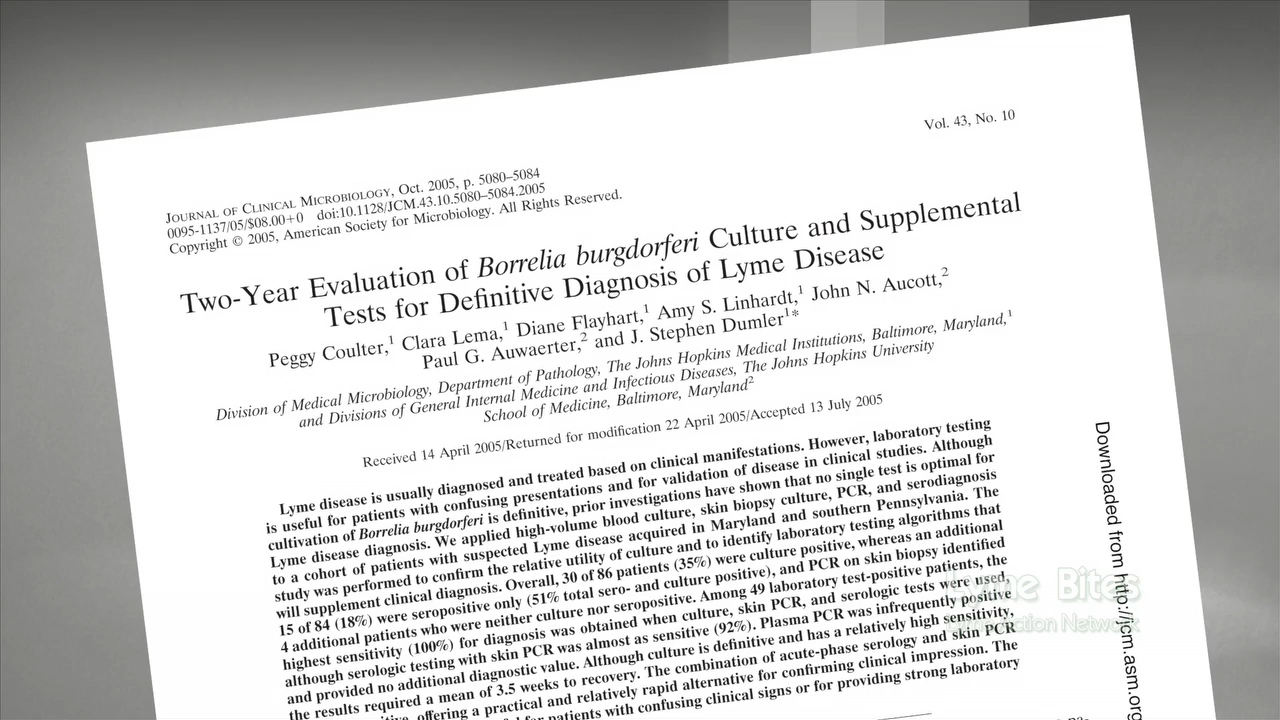 Vol. 43, No. 10
JOURNAL OF CLINICAL MICROBIOLOGY, Oct. 2005, p. 5080–5084
0095-1137/05/$08.00+0 doi:10.1128/JCM.43.10.5080–5084.2005
Copyright © 2005, American Society for Microbiology. All Rights Reserved.
Two-Year Evaluation of Borrelia burgdorferi Culture and Supplemental
Tests for Definitive Diagnosis of Lyme Disease
Peggy Coulter,¹ Clara Lema,¹ Diane Flayhart,¹ Amy S. Linhardt,¹ John N. Aucott,²
Paul G. Auwaerter,² and J. Stephen Dumler¹*
Division of Medical Microbiology, Department of Pathology, The Johns Hopkins Medical Institutions, Baltimore, Maryland,¹
and Divisions of General Internal Medicine and Infectious Diseases, The Johns Hopkins University
School of Medicine, Baltimore, Maryland²
Received 14 April 2005/Returned for modification 22 April 2005/Accepted 13 July 2005
Lyme disease is usually diagnosed and treated based on clinical manifestations. However, laboratory testing
is useful for patients with confusing presentations and for validation of disease in clinical studies. Although
cultivation of Borrelia burgdorferi is definitive, prior investigations have shown that no single test is optimal for
Lyme disease diagnosis. We applied high-volume blood culture, skin biopsy culture, PCR, and serodiagnosis
to a cohort of patients with suspected Lyme disease acquired in Maryland and southern Pennsylvania. The
study was performed to confirm the relative utility of culture and to identify laboratory testing algorithms that
will supplement clinical diagnosis. Overall, 30 of 86 patients (35%) were culture positive, whereas an additional
15 of 84 (18%) were seropositive only (51% total sero- and culture positive), and PCR on skin biopsy identified
4 additional patients who were neither culture nor seropositive. Among 49 laboratory test-positive patients, the
highest sensitivity (100%) for diagnosis was obtained when culture, skin PCR, and serologic tests were used,
although serologic testing with skin PCR was almost as sensitive (92%). Plasma PCR was infrequently positive
and provided no additional diagnostic value. Although culture is definitive and has a relatively high sensitivity,
the results required a mean of 3.5 weeks to recovery. The combination of acute-phase serology and skin PCR
offering a practical and relatively rapid alternative for confirming clinical impression. The
for patients with confusing clinical signs or for providing strong laboratory
Downloaded from http://jcm.asm.org
Lyme Bites
Lyme Action Network